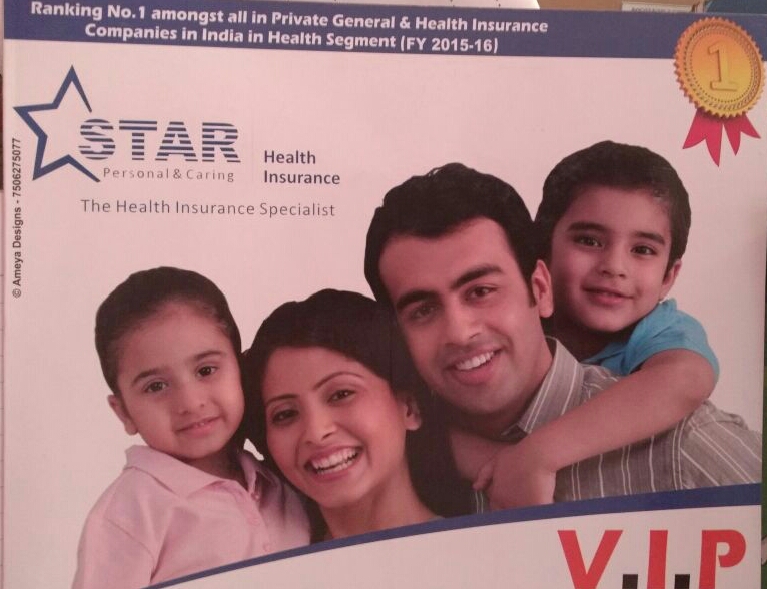 Ranking No.1 amongst all in Private General & Health Insurance
Companies in India in Health Segment (FY 2015-16)
1
STAR
Personal & Caring
Health
Insurance
The Health Insurance Specialist
© Ameya Designs - 7506275077
V.I.P